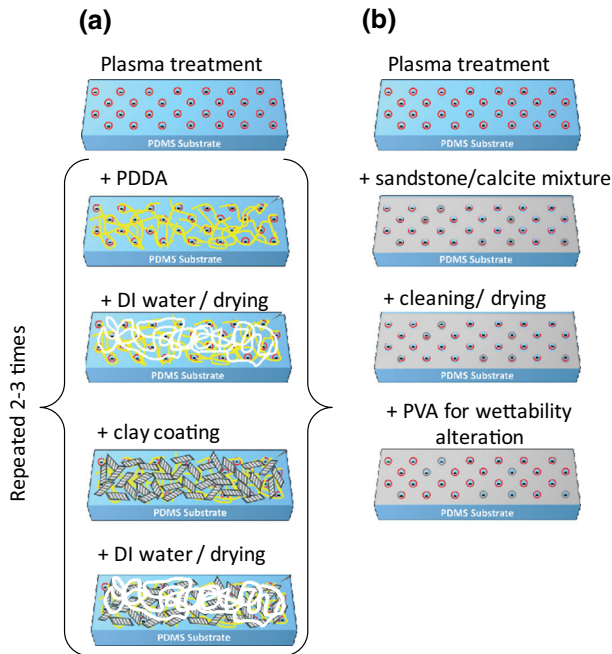 (a)
Plasma treatment
PDMS Substrate
+ PDDA
PDMS Substrate
+ DI water / drying
PDMS Substrate
+ clay coating
PDMS Substrate
+ DI water / drying
PDMS Substrate
Repeated 2-3 times
(b)
Plasma treatment
PDMS Substrate
+ sandstone/calcite mixture
PDMS Substrate
+ cleaning/ drying
PDMS Substrate
+ PVA for wettability
alteration
PDMS Substrate